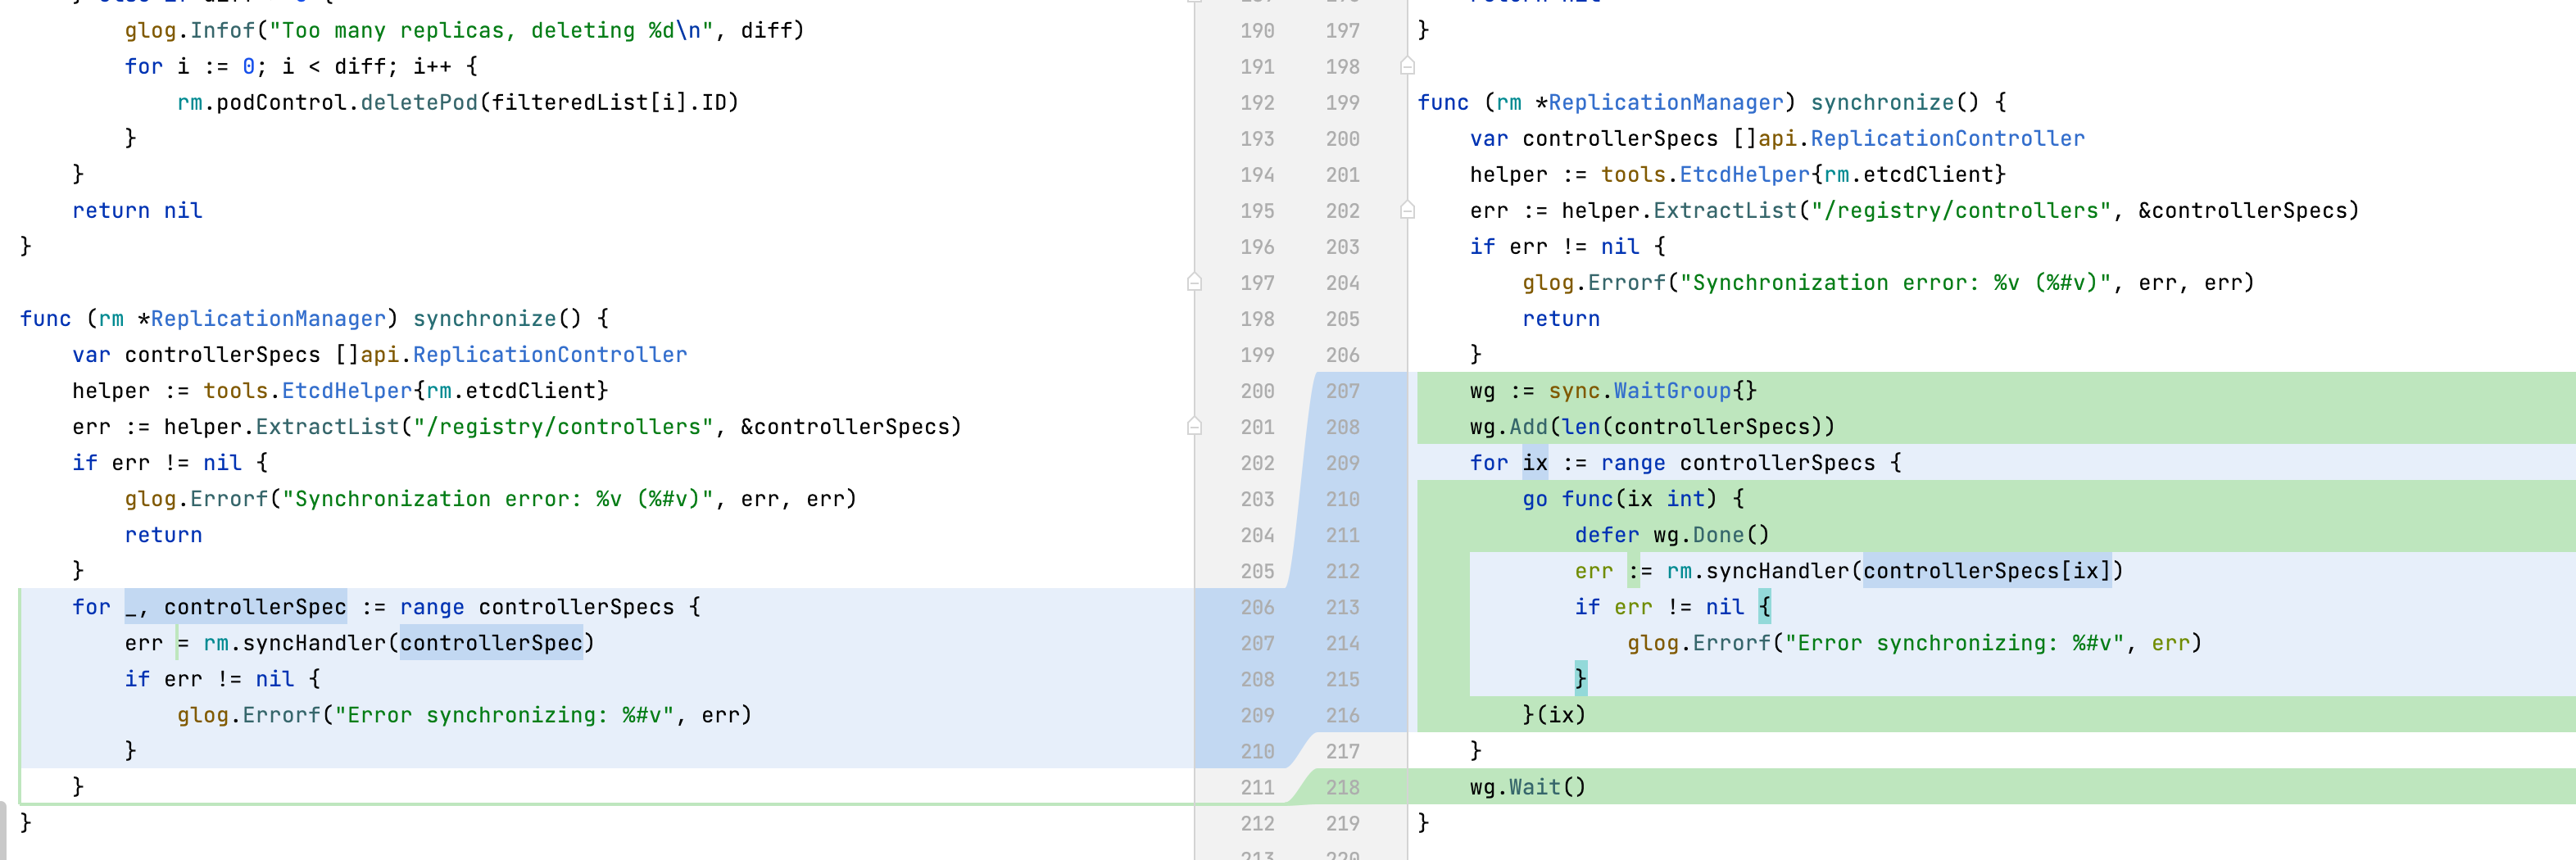 } else if diff
glog.Infof("Too many replicas, deleting %d\n", diff)
for i := 0; i < diff; i++ {
rm.podControl.deletePod(filteredList[i].ID)
}
}
return nil
}
func (rm *ReplicationManager) synchronize() {
var controllerSpecs []api.ReplicationController
helper := tools.EtcdHelper{rm.etcdClient}
err := helper.ExtractList("/registry/controllers", &controllerSpecs)
if err != nil {
glog.Errorf("Synchronization error: %v (%#v)", err, err)
return
}
for _, controllerSpec := range controllerSpecs {
err = rm.syncHandler(controllerSpec)
if err != nil {
glog.Errorf("Error synchronizing: %#v", err)
}
}
}
190 197
191 198
192 199
193 200
194 201
195 202
196 203
197 204
198 205
199 206
200 207
201 208
202 209
203 210
204 211
205 212
206 213
207 214
208 215
209 216
210 217
211 218
212 219
213 220
return nil
}
func (rm *ReplicationManager) synchronize() {
var controllerSpecs []api.ReplicationController
helper := tools.EtcdHelper{rm.etcdClient}
err := helper.ExtractList("/registry/controllers", &controllerSpecs)
if err != nil {
glog.Errorf("Synchronization error: %v (%#v)", err, err)
return
}
wg := sync.WaitGroup{}
wg.Add(len(controllerSpecs))
for ix := range controllerSpecs {
go func(ix int) {
defer wg.Done()
err := rm.syncHandler(controllerSpecs[ix])
if err != nil {
glog.Errorf("Error synchronizing: %#v", err)
}
}(ix)
}
wg.Wait()
}